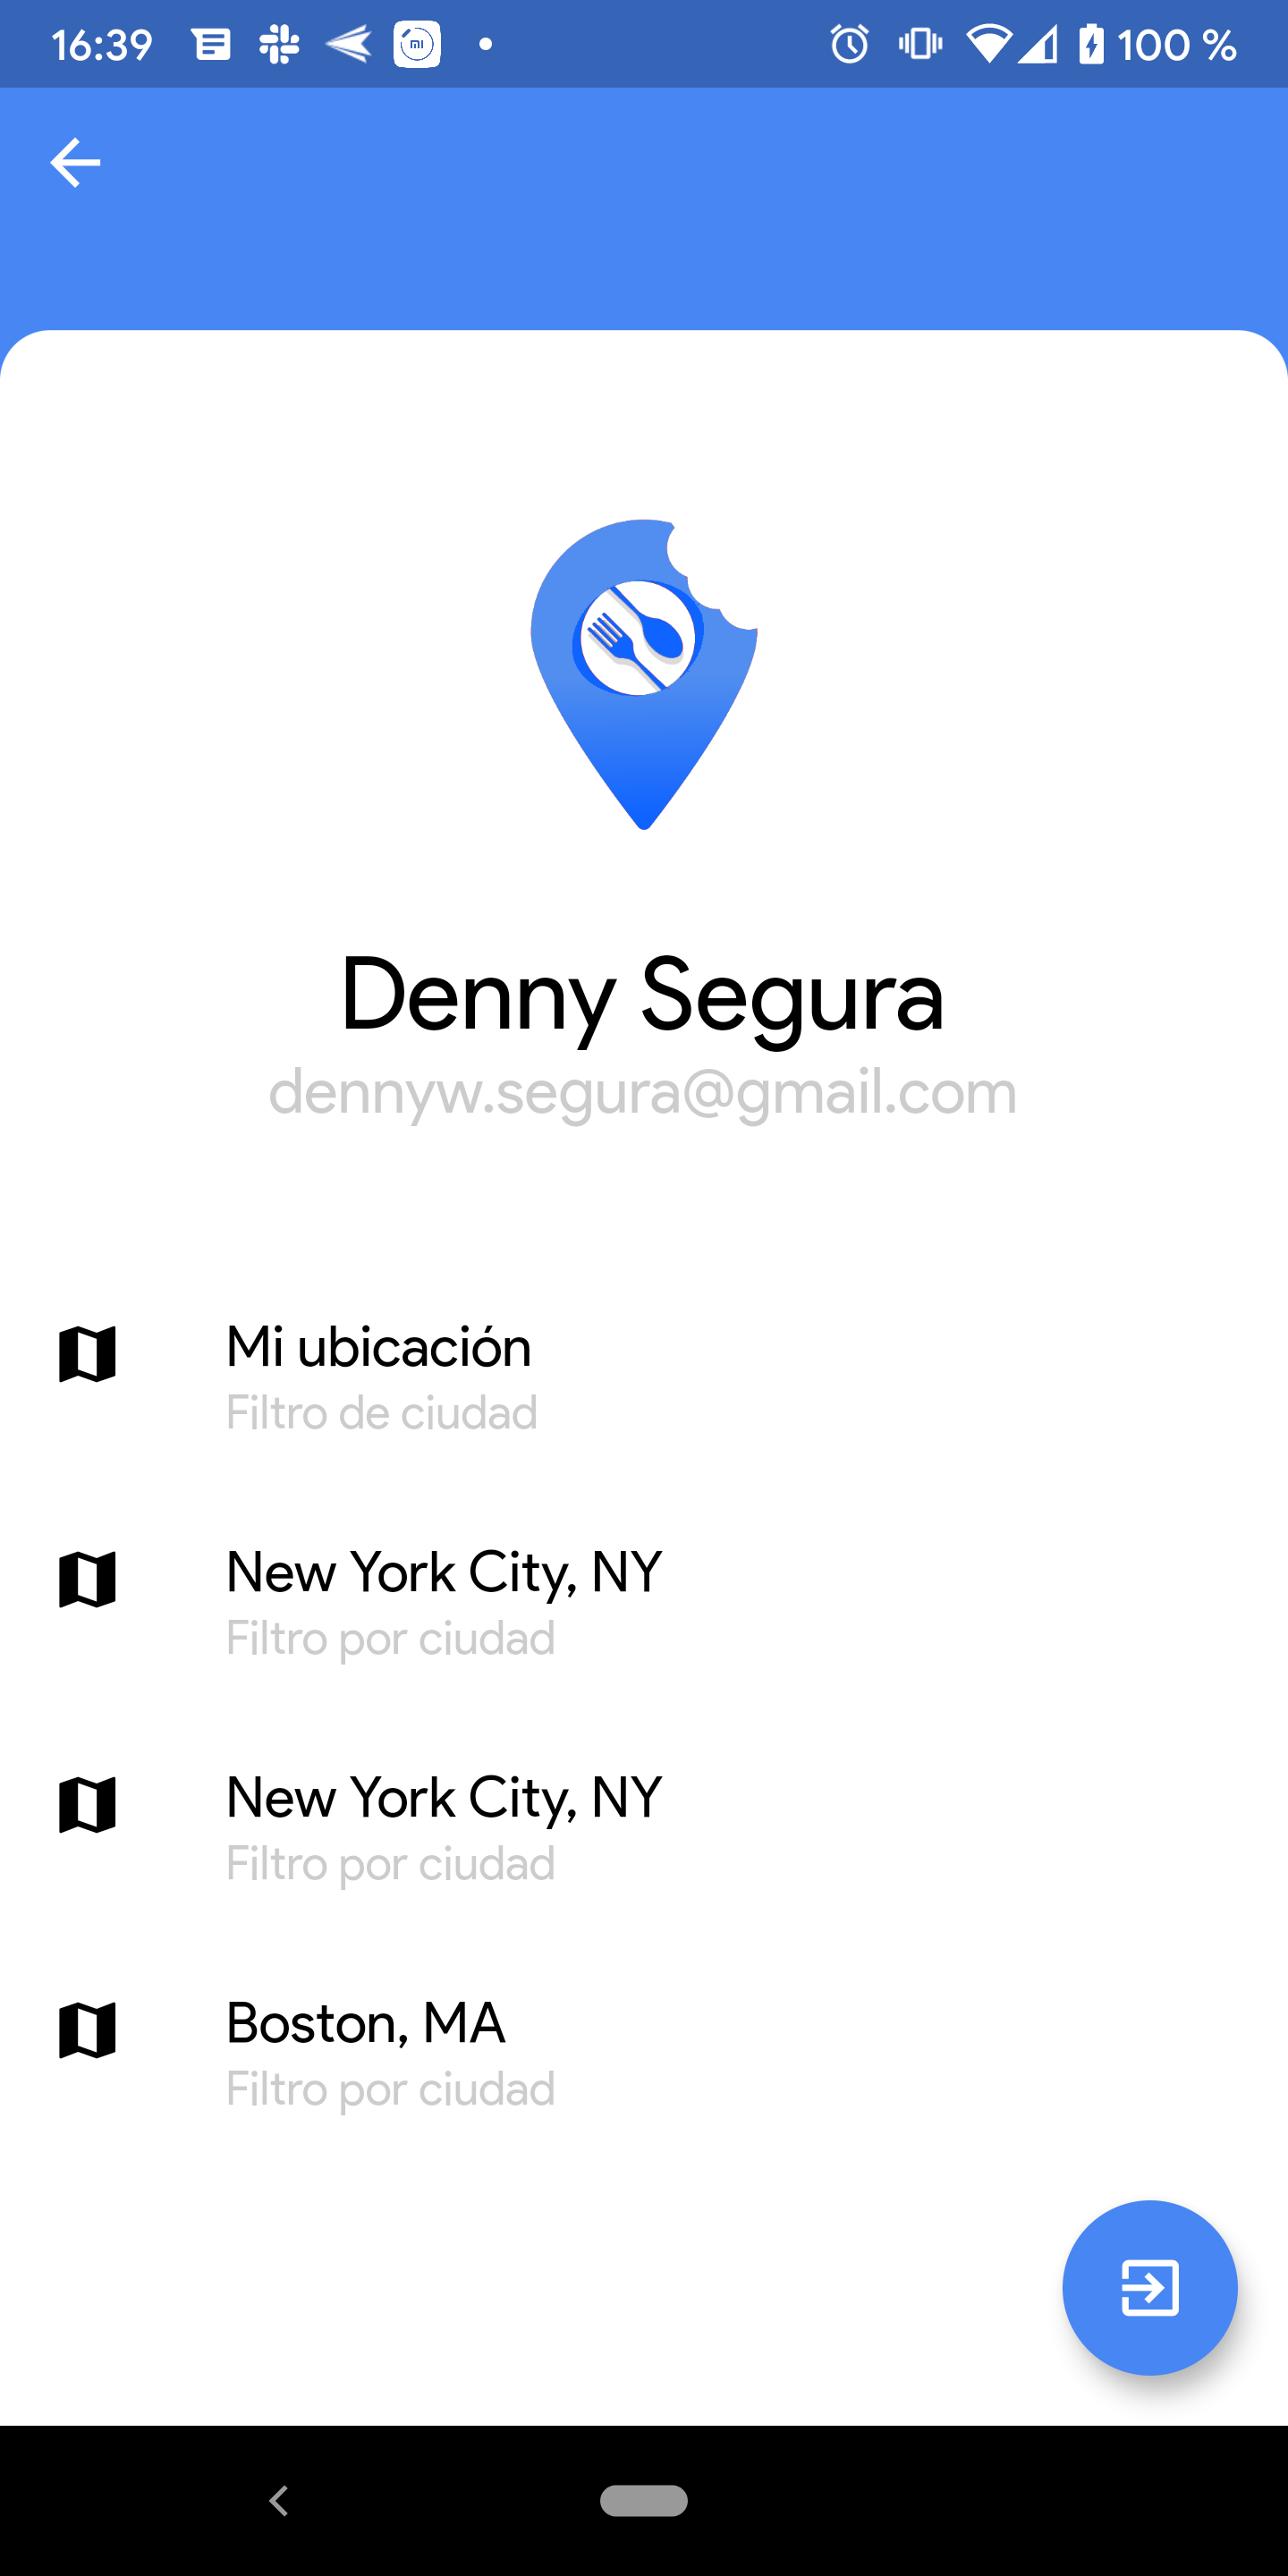 16:39 100 %
Denny Segura
dennyw.segura@gmail.com
Mi ubicación
Filtro de ciudad
New York City, NY
Filtro por ciudad
New York City, NY
Filtro por ciudad
Boston, MA
Filtro por ciudad